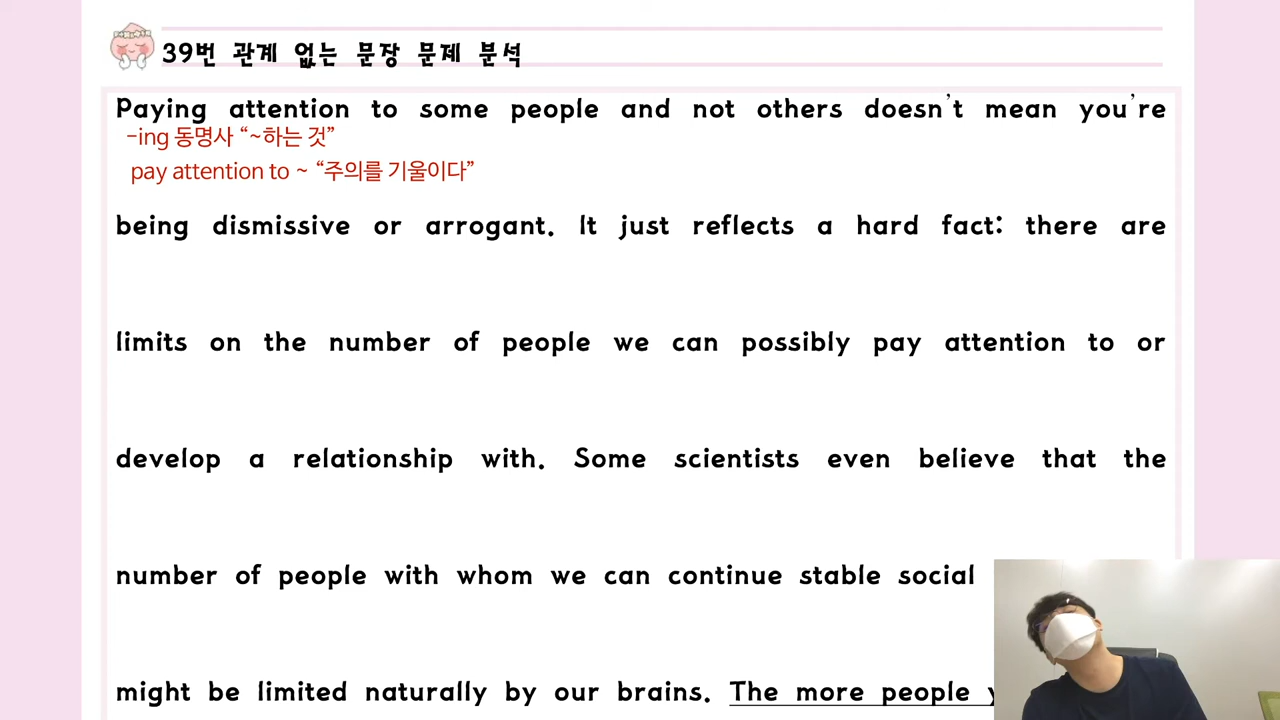 39번 관계 없는 문장 문제 분석
Paying attention to some people and not others doesn't mean you're
-ing 동명사 “~하는 것”
pay attention to ~ “주의를 기울이다”
being dismissive or arrogant. It just reflects a hard fact: there are
limits on the number of people we can possibly pay attention to or
develop a relationship with. Some scientists even believe that the
number of people with whom we can continue stable social
might be limited naturally by our brains. The more people